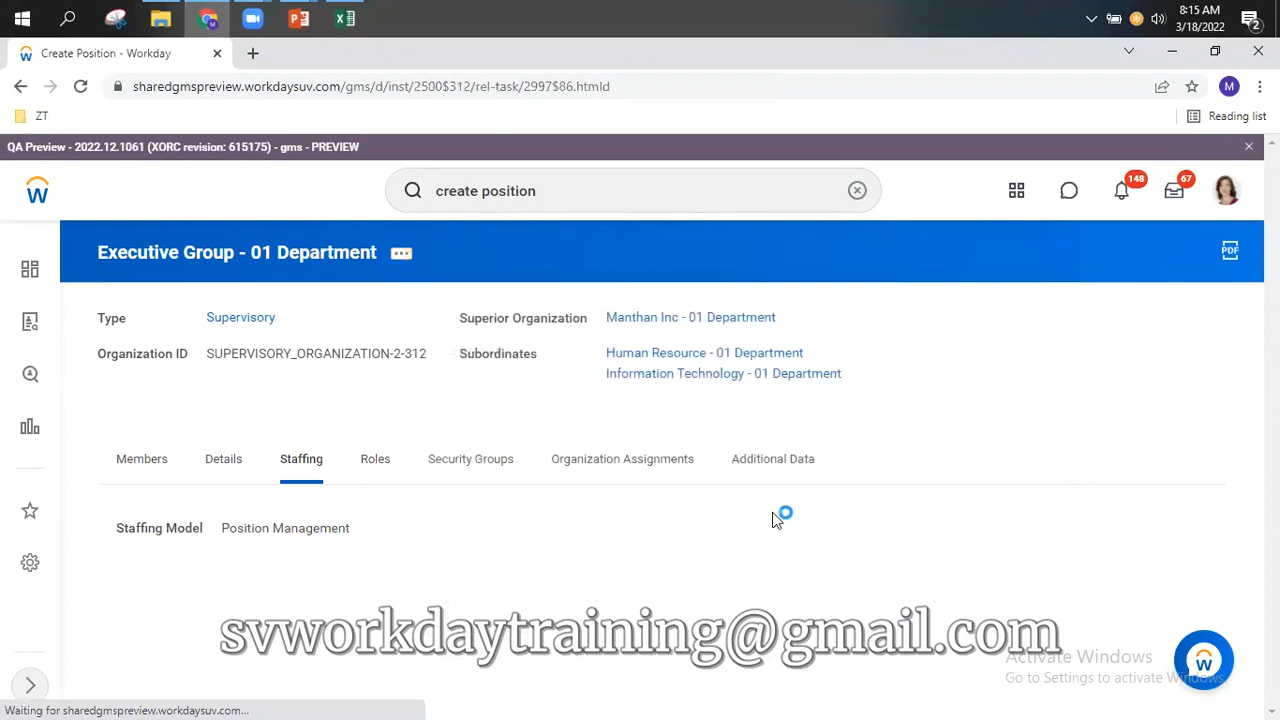 8:15 AM
3/18/2022
2
Create Position - Workday
sharedgmspreview.workdaysuv.com/gms/d/inst/2500$312/rel-task/2997$86.htmld
M
ZT
Reading list
QA Preview - 2022.12.1061 (XORC revision: 615175) - gms - PREVIEW
W
create position
148
67
Executive Group - 01 Department
PDF
Type
Supervisory
Superior Organization
Manthan Inc - 01 Department
Organization ID
SUPERVISORY_ORGANIZATION-2-312
Subordinates
Human Resource - 01 Department
Information Technology - 01 Department
Members
Details
Staffing
Roles
Security Groups
Organization Assignments
Additional Data
Staffing Model
Position Management
svworkdaytraining@gmail.com
Activate Windows
Go to Settings to activate Windows.
W
Waiting for sharedgmspreview.workdaysuv.com...